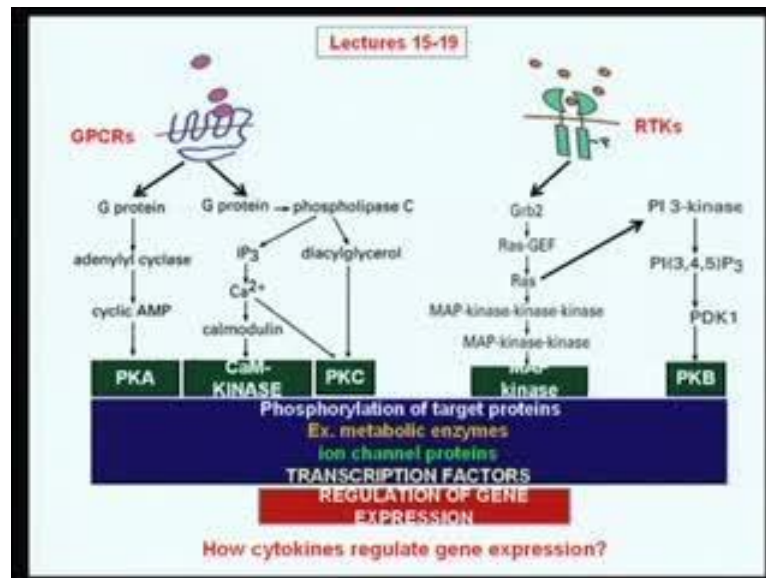 Lectures 15-19
GPCRs
RTKs
G protein
G protein → phospholipase C
adenylyl cyclase
IP3
diacylglycerol
cyclic AMP
Ca2+
calmodulin
Grb2
Ras-GEF
Ras
MAP-kinase-kinase-kinase
MAP-kinase-kinase
PI 3-kinase
PI(3,4,5)P3
PDK1
PKA
CaM-
KINASE
PKC
MAP
kinase
PKB
Phosphorylation of target proteins
Ex. metabolic enzymes
ion channel proteins
TRANSCRIPTION FACTORS
REGULATION OF GENE
EXPRESSION
How cytokines regulate gene expression?